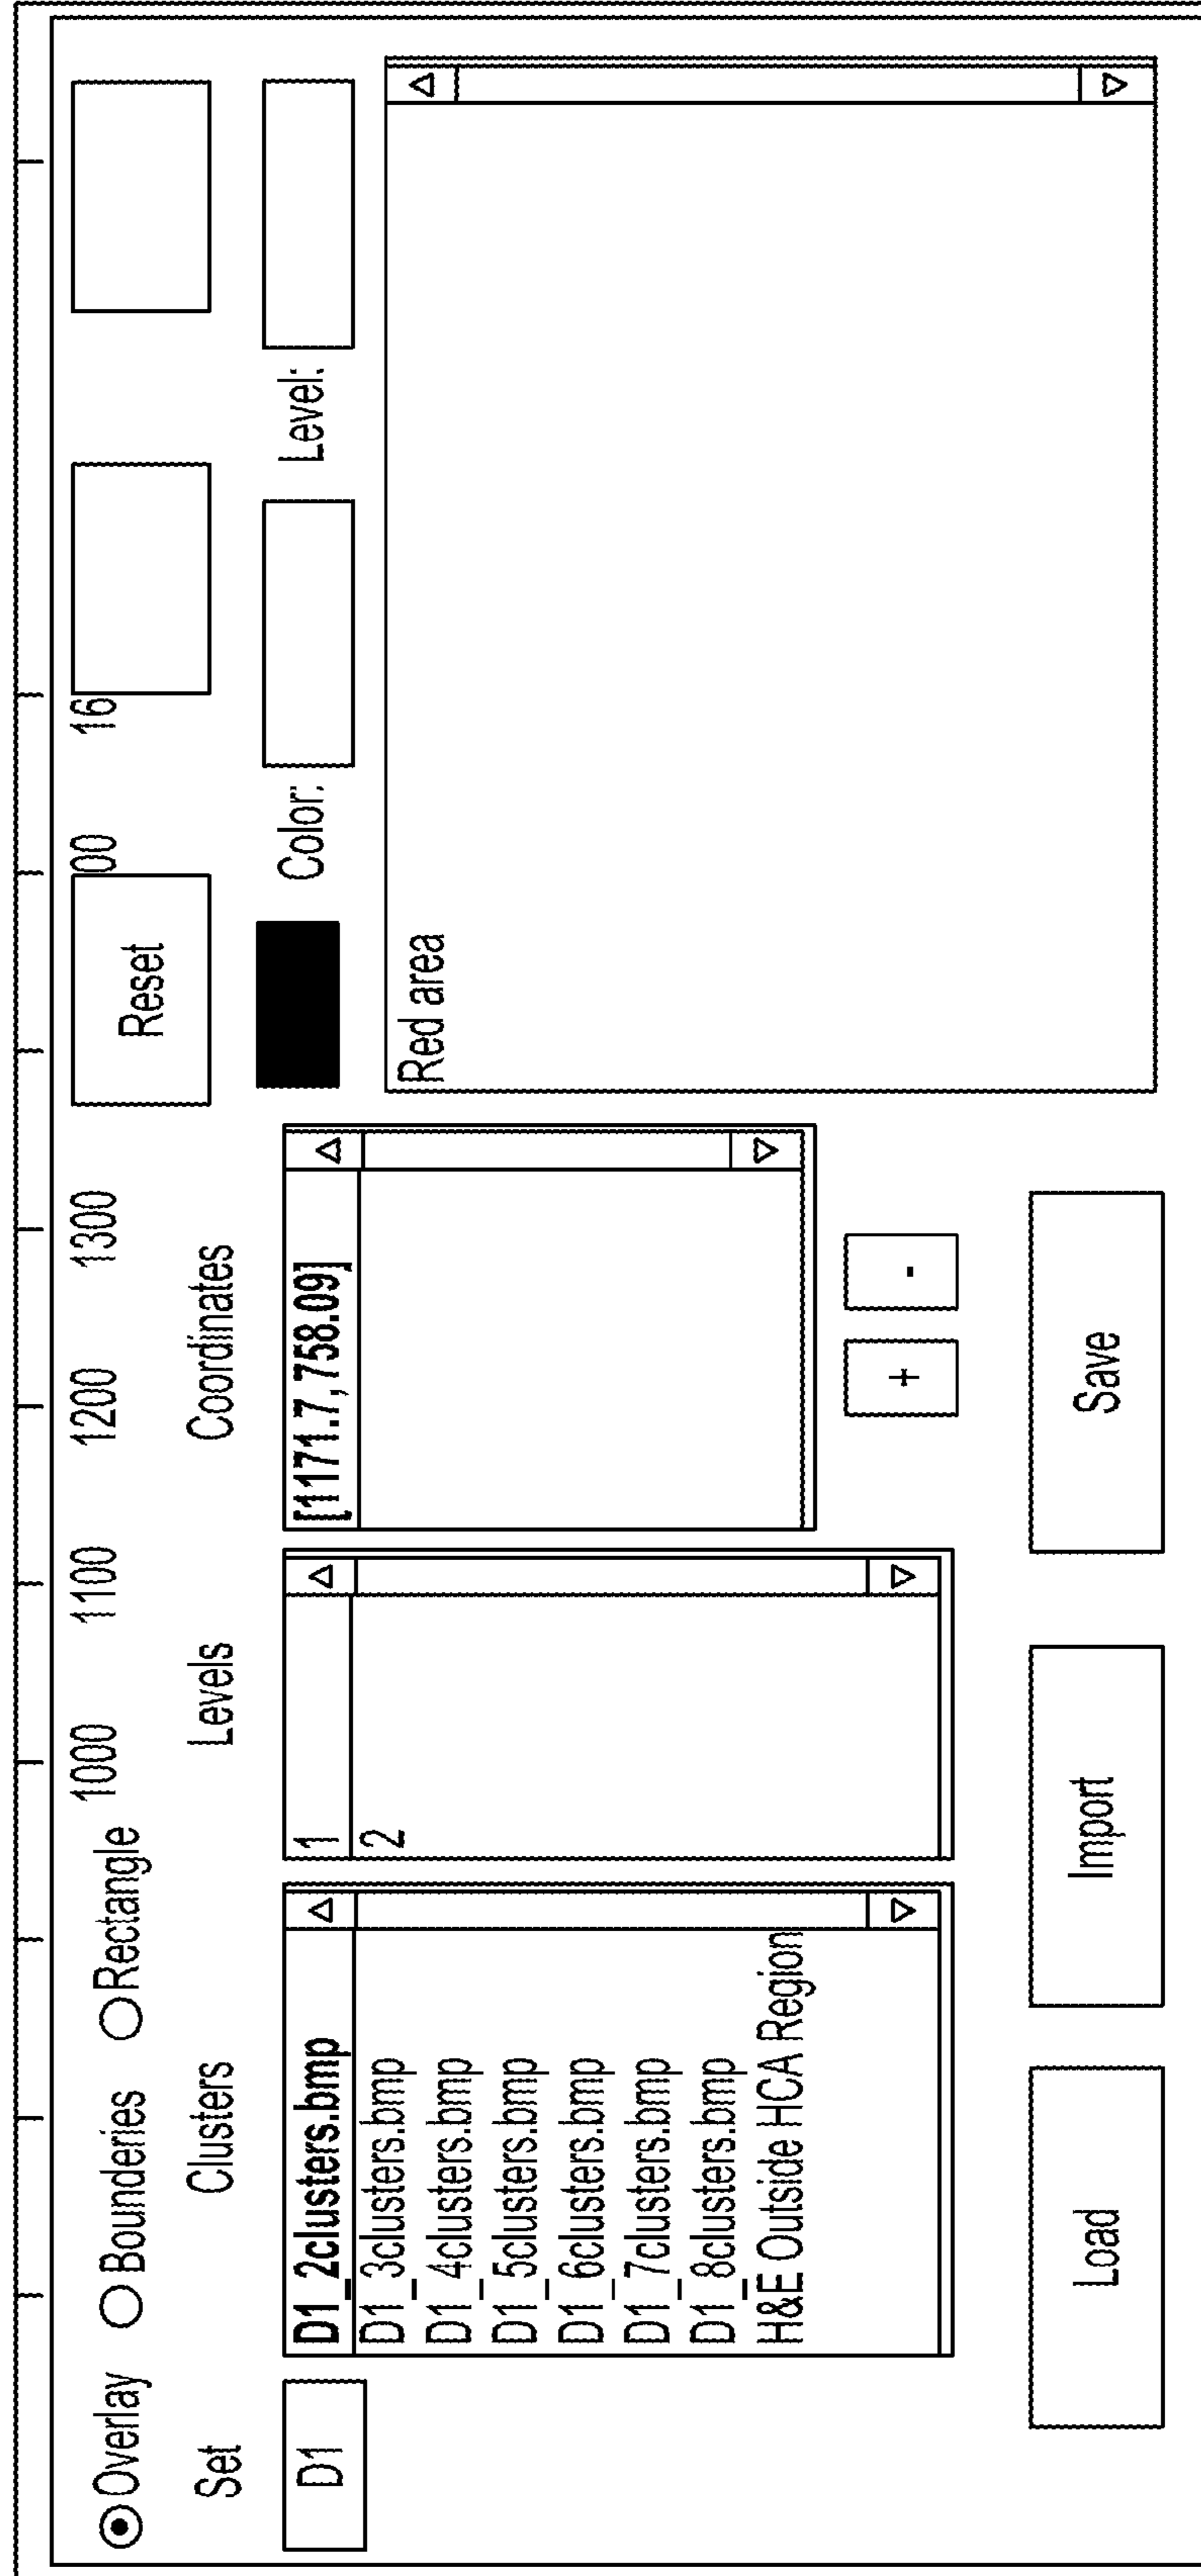 Overlay Bounderies Rectangle 1000 1100 1200 1300 00 16
Reset
Set Clusters Levels Coordinates
Color: Level:
D1
D1_2clusters.bmp
D1_3clusters.bmp
D1_4clusters.bmp
D1_5clusters.bmp
D1_6clusters.bmp
D1_7clusters.bmp
D1_8clusters.bmp
H&E Outside HCA Region
1
2
[1171.7,758.09]
+ -
Red area
Load Import Save